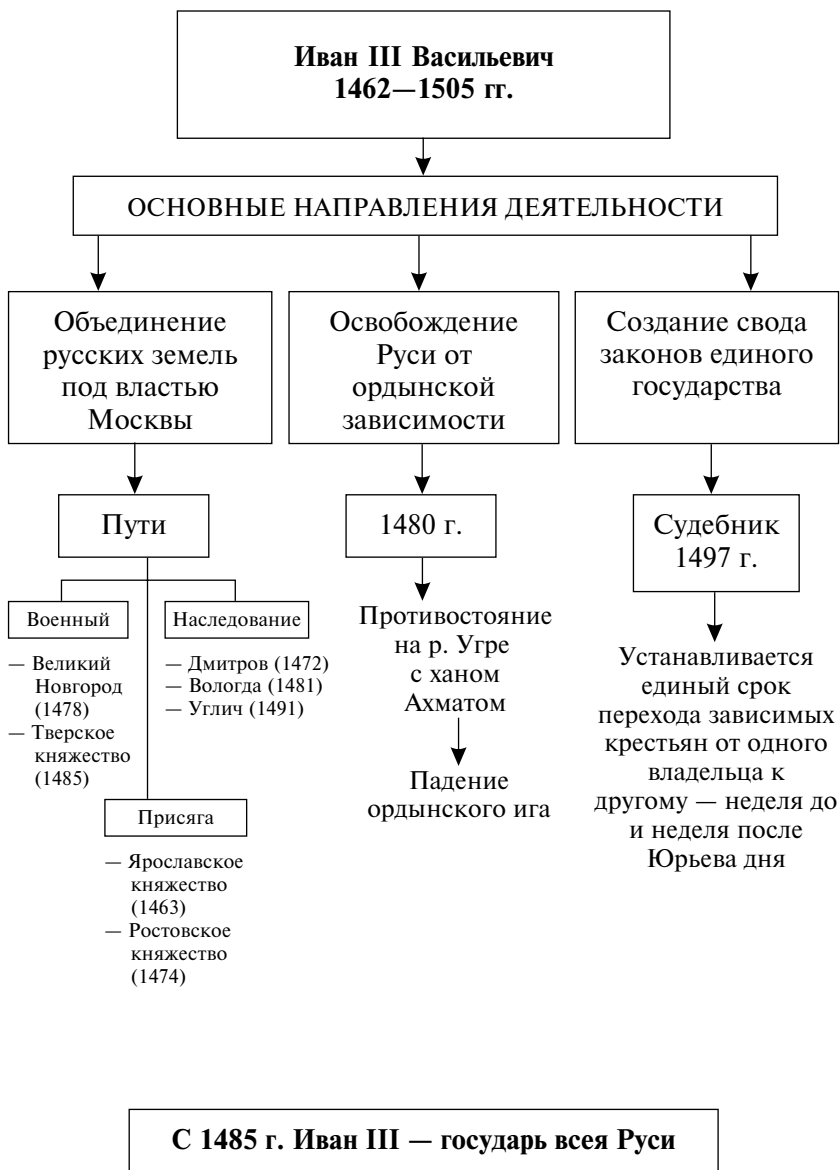 Иван III Васильевич
1462—1505 гг.
ОСНОВНЫЕ НАПРАВЛЕНИЯ ДЕЯТЕЛЬНОСТИ
Объединение
русских земель
под властью
Москвы
Освобождение
Руси от
ордынской
зависимости
Создание свода
законов единого
государства
Пути
1480 г.
Судебник
1497 г.
Военный
— Великий
Новгород
(1478)
— Тверское
княжество
(1485)
Наследование
— Дмитров (1472)
— Вологда (1481)
— Углич (1491)
Присяга
— Ярославское
княжество
(1463)
— Ростовское
княжество
(1474)
Противостояние
на р. Угре
с ханом
Ахматом
Падение
ордынского ига
Устанавливается
единый срок
перехода зависимых
крестьян от одного
владельца к
другому — неделя до
и неделя после
Юрьева дня
С 1485 г. Иван III — государь всея Руси